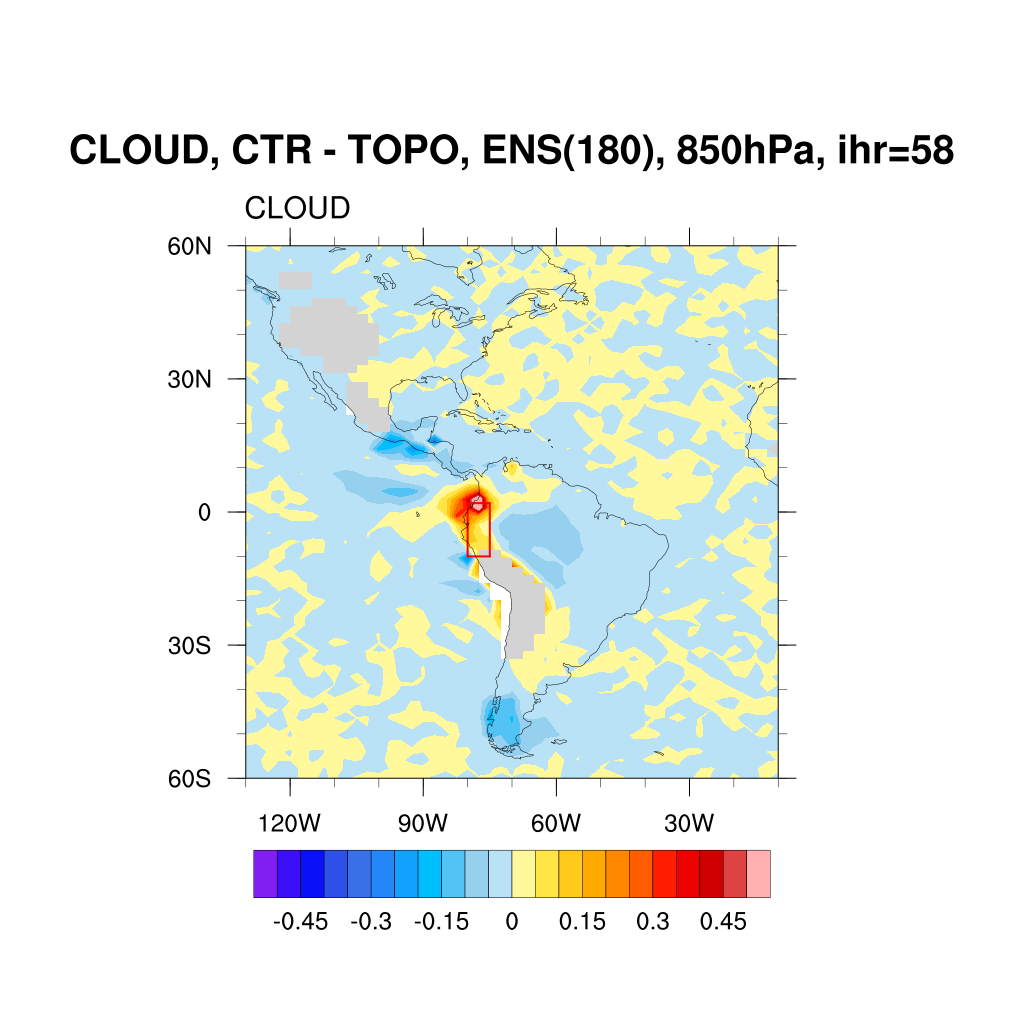 CLOUD, CTR - TOPO, ENS(180), 850hPa, ihr=58
CLOUD
60N
30N
0
30S
60S
120W 90W 60W 30W
-0.45 -0.3 -0.15 0 0.15 0.3 0.45